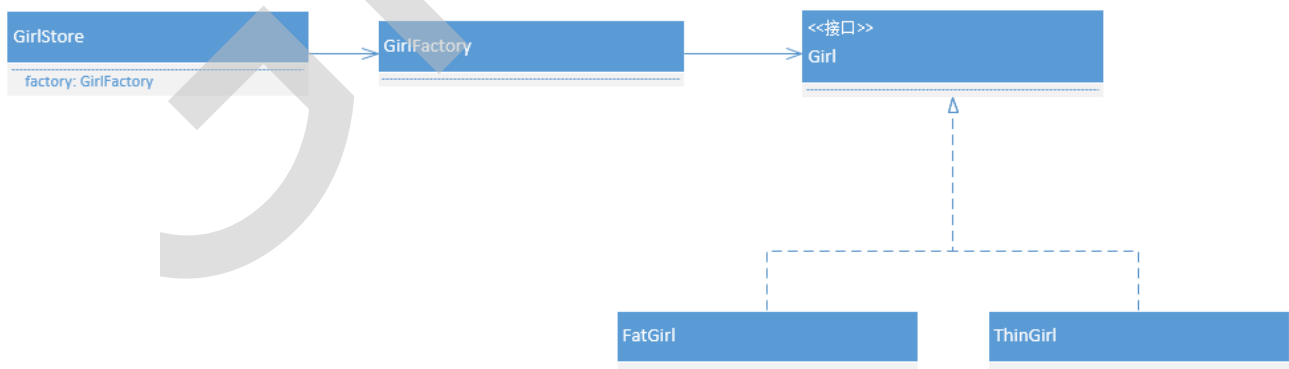 GirlStore
factory: GirlFactory
GirlFactory
<<接口>>
Girl
FatGirl
ThinGirl